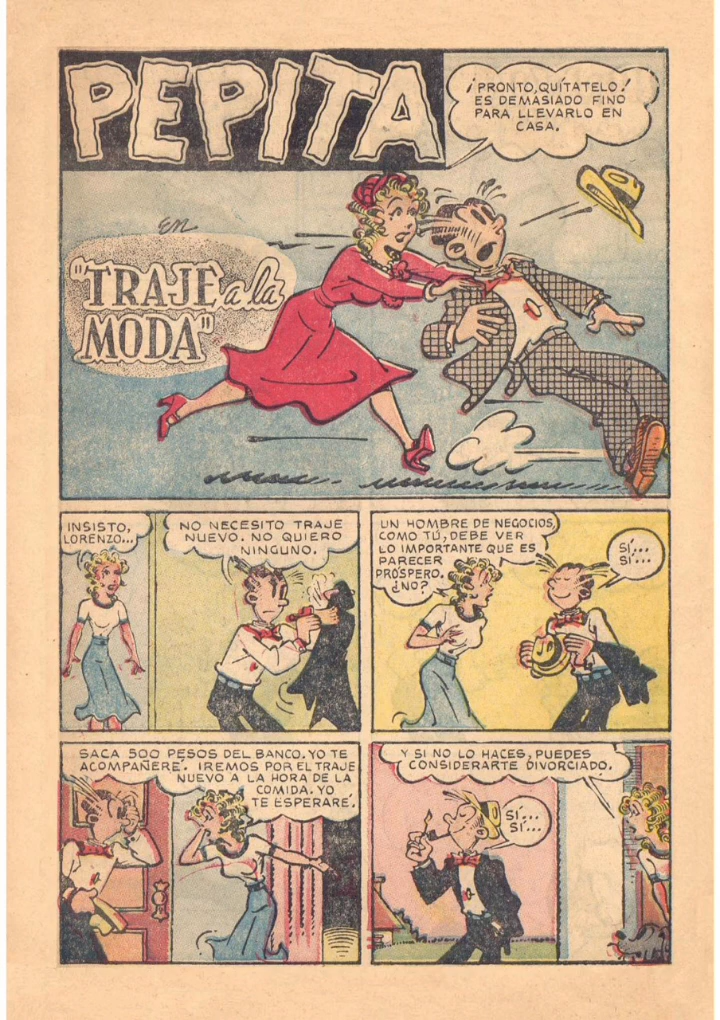 PEPITA
¡PRONTO, QUÍTATELO!
ES DEMASIADO FINO
PARA LLEVARLO EN
CASA.
EN
"TRAJE a la
MODA"
INSISTO,
LORENZO...
NO NECESITO TRAJE
NUEVO. NO QUIERO
NINGUNO.
UN HOMBRE DE NEGOCIOS,
COMO TÚ, DEBE VER
LO IMPORTANTE QUE ES
PARECER
PRÓSPERO.
¿NO?
SÍ...
SÍ...
SACA 500 PESOS DEL BANCO. YO TE
ACOMPAÑERÉ. IREMOS POR EL TRAJE
NUEVO A LA HORA DE LA
COMIDA. YO
TE ESPERARÉ.
Y SI NO LO HACES, PUEDES
CONSIDERARTE DIVORCIADO.
SÍ...
SÍ...